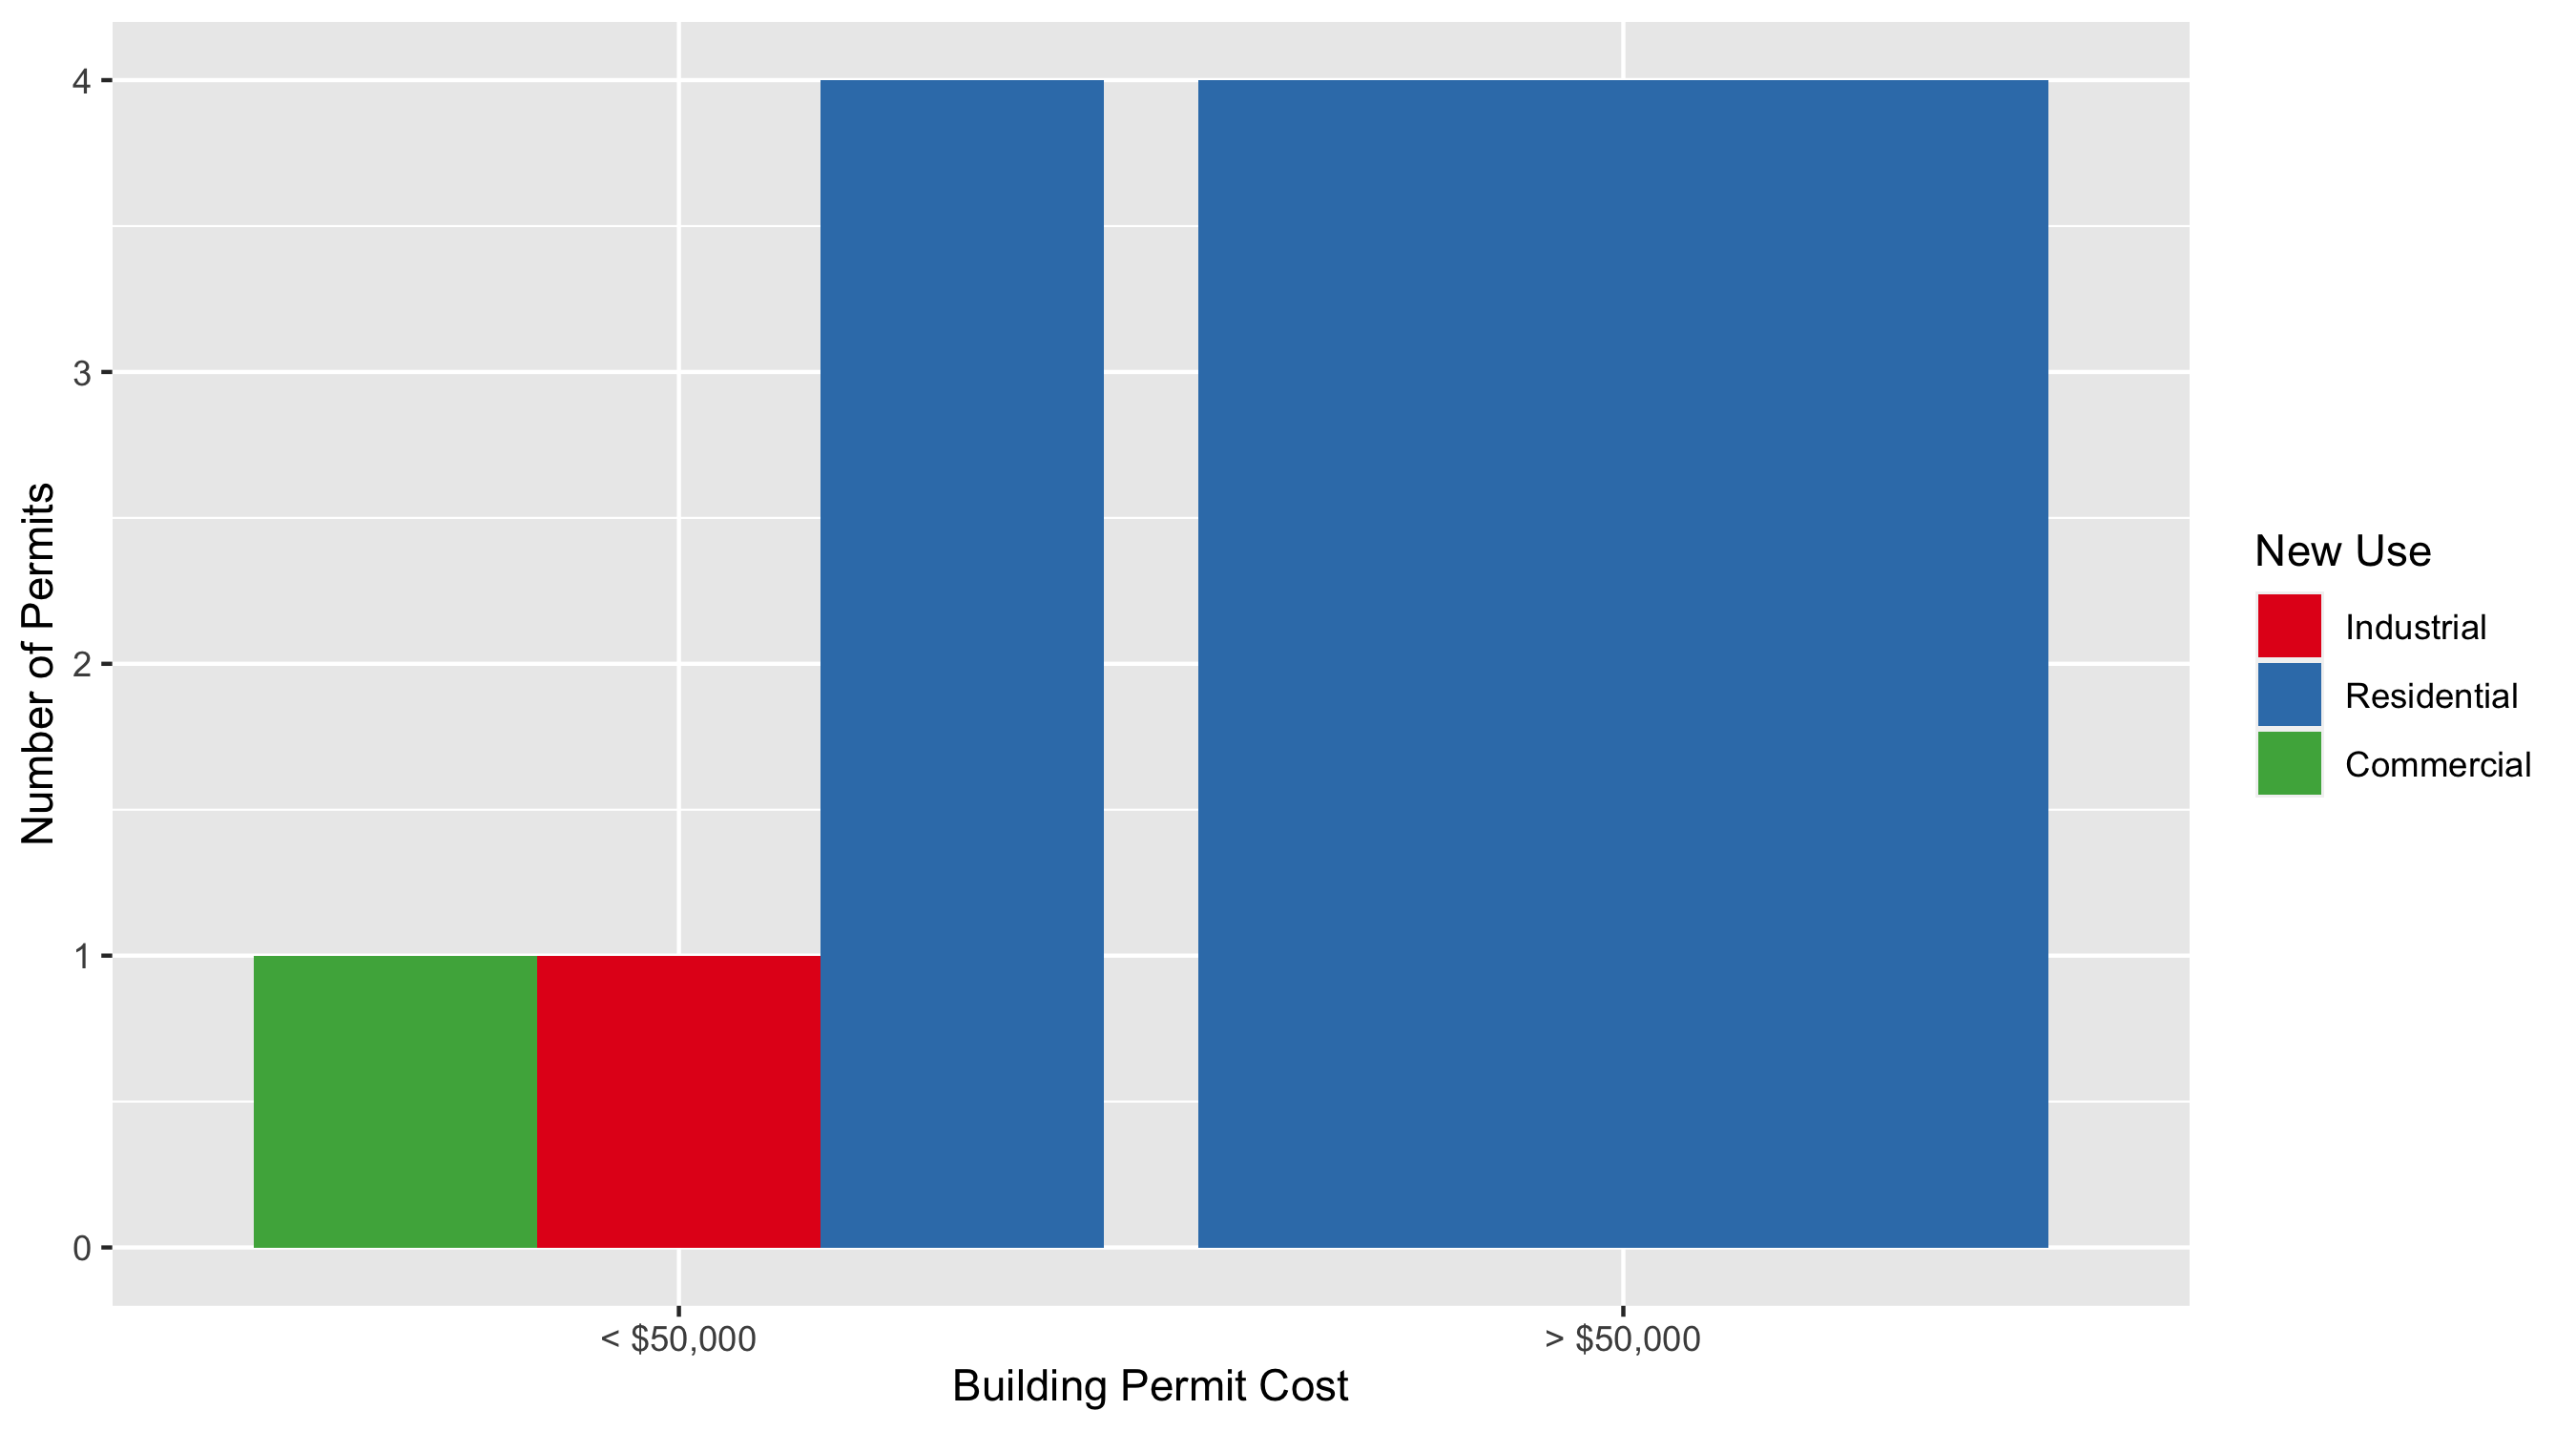 Number of Permits
4
3
2
1
0
< $50,000
> $50,000
Building Permit Cost
New Use
Industrial
Residential
Commercial